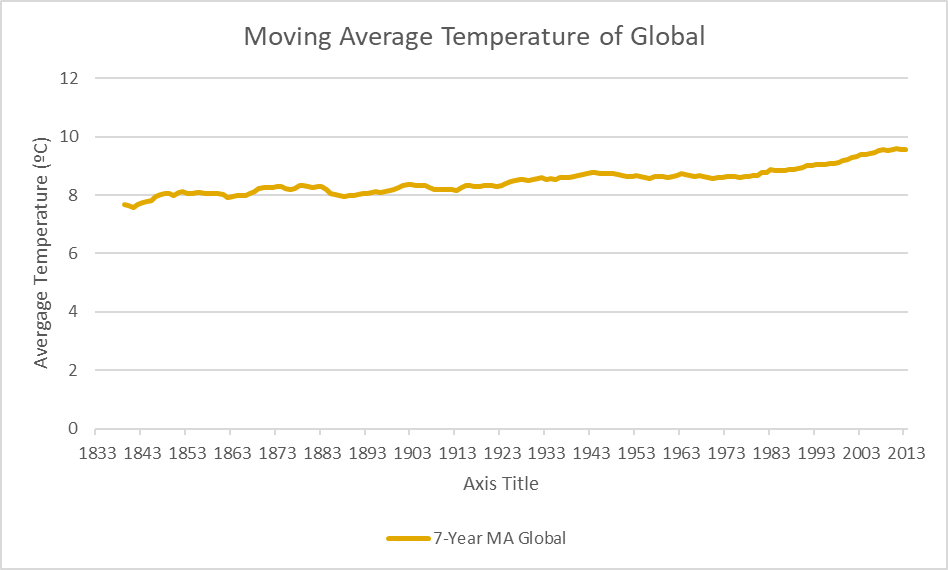 Moving Average Temperature of Global
12
10
8
6
4
2
0
Avergage Temperature (ºC)
1833 1843 1853 1863 1873 1883 1893 1903 1913 1923 1933 1943 1953 1963 1973 1983 1993 2003 2013
Axis Title
7-Year MA Global